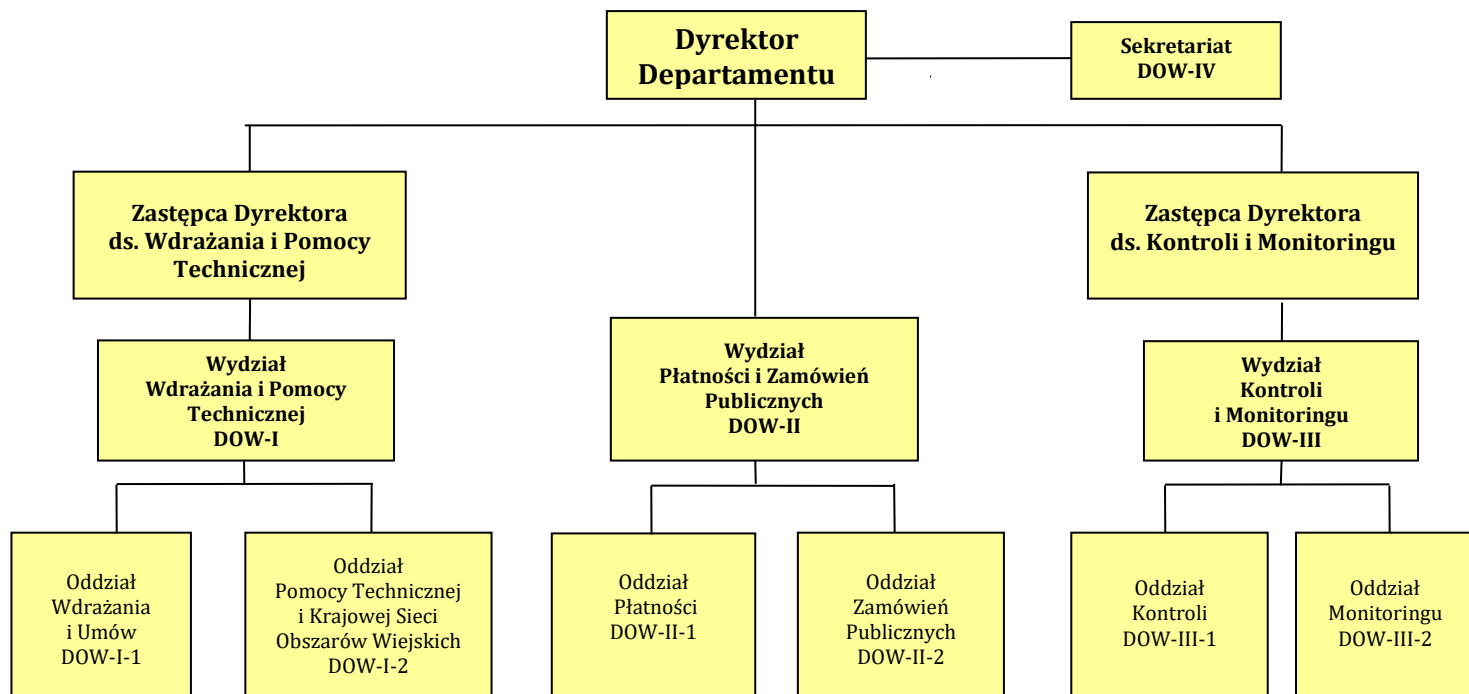 Dyrektor
Departamentu
Sekretariat
DOW-IV
Zastępca Dyrektora
ds. Wdrażania i Pomocy
Technicznej
Zastępca Dyrektora
ds. Kontroli i Monitoringu
Wydział
Wdrażania i Pomocy
Technicznej
DOW-I
Wydział
Płatności i Zamówień
Publicznych
DOW-II
Wydział
Kontroli
i Monitoringu
DOW-III
Oddział
Wdrażania
i Umów
DOW-I-1
Oddział
Pomocy Technicznej
i Krajowej Sieci
Obszarów Wiejskich
DOW-I-2
Oddział
Płatności
DOW-II-1
Oddział
Zamówień
Publicznych
DOW-II-2
Oddział
Kontroli
DOW-III-1
Oddział
Monitoringu
DOW-III-2